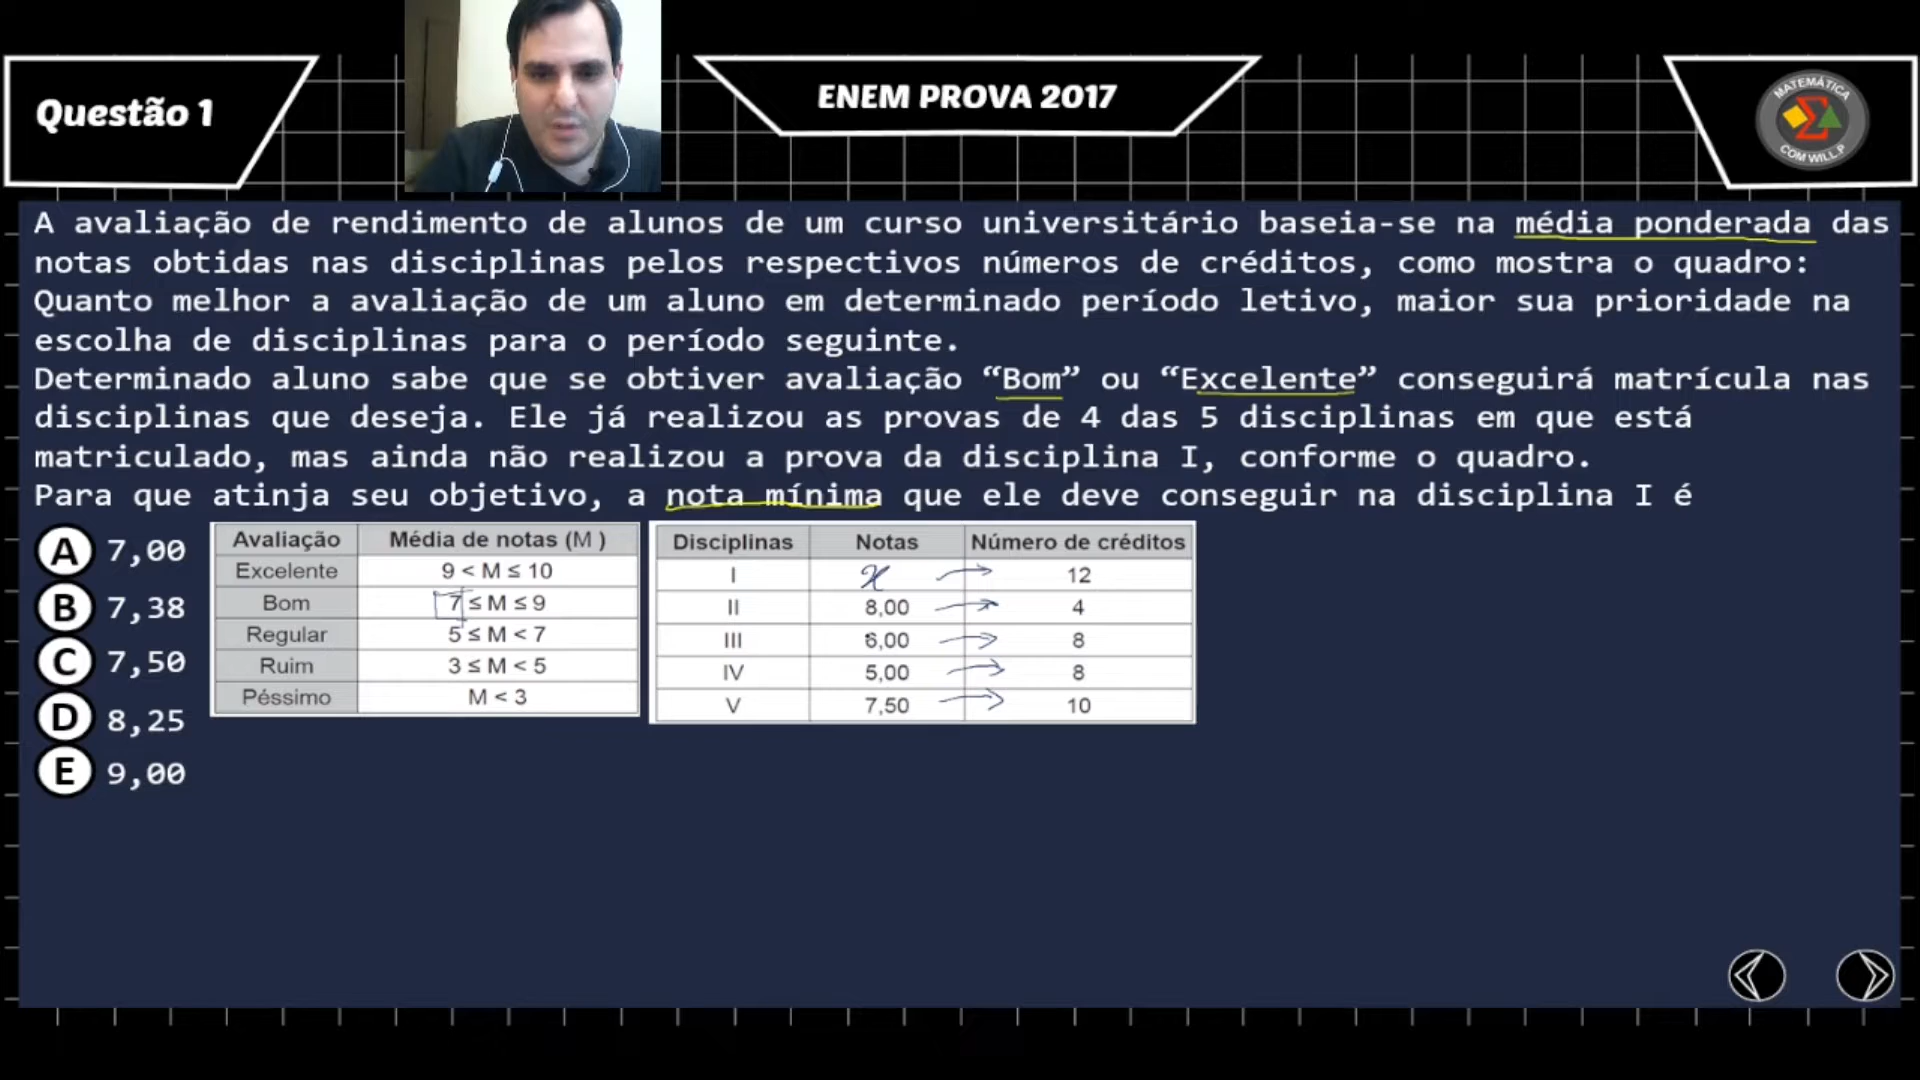 Questão 1
ENEM PROVA 2017
MATEMÁTICA
COM WILL.P
A avaliação de rendimento de alunos de um curso universitário baseia-se na média ponderada das
notas obtidas nas disciplinas pelos respectivos números de créditos, como mostra o quadro:
Quanto melhor a avaliação de um aluno em determinado período letivo, maior sua prioridade na
escolha de disciplinas para o período seguinte.
Determinado aluno sabe que se obtiver avaliação “Bom” ou “Excelente” conseguirá matrícula nas
disciplinas que deseja. Ele já realizou as provas de 4 das 5 disciplinas em que está
matriculado, mas ainda não realizou a prova da disciplina I, conforme o quadro.
Para que atinja seu objetivo, a nota mínima que ele deve conseguir na disciplina I é
A 7,00
B 7,38
C 7,50
D 8,25
E 9,00
Avaliação Média de notas (M )
Excelente 9 < M ≤ 10
Bom 7 ≤ M ≤ 9
Regular 5 ≤ M < 7
Ruim 3 ≤ M < 5
Péssimo M < 3
Disciplinas Notas Número de créditos
I x 12
II 8,00 4
III 6,00 8
IV 5,00 8
V 7,50 10